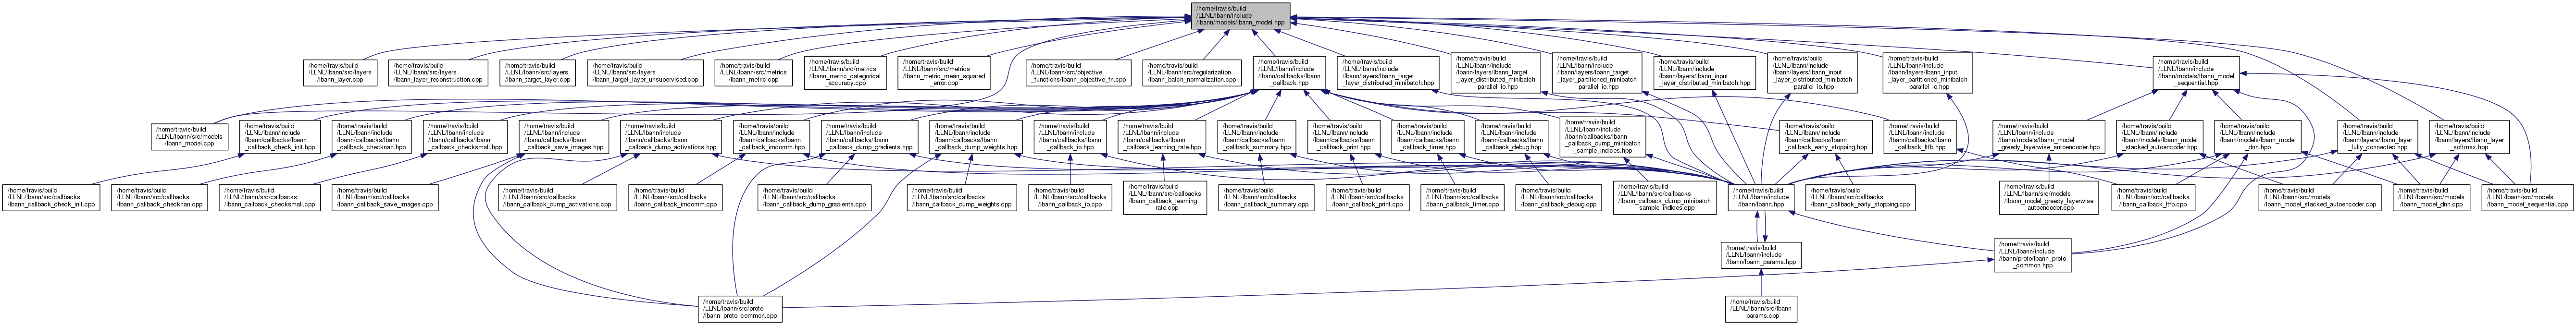 /home/travis/build
/LLNL/lbann/include
/lbann/models/lbann_model.hpp
/home/travis/build
/LLNL/lbann/src/layers
/lbann_layer.cpp
/home/travis/build
/LLNL/lbann/src/layers
/lbann_layer_reconstruction.cpp
/home/travis/build
/LLNL/lbann/src/layers
/lbann_target_layer.cpp
/home/travis/build
/LLNL/lbann/src/layers
/lbann_target_layer_unsupervised.cpp
/home/travis/build
/LLNL/lbann/src/metrics
/lbann_metric.cpp
/home/travis/build
/LLNL/lbann/src/metrics
/lbann_metric_categorical
_accuracy.cpp
/home/travis/build
/LLNL/lbann/src/metrics
/lbann_metric_mean_squared
_error.cpp
/home/travis/build
/LLNL/lbann/src/objective
_functions/lbann_objective_fn.cpp
/home/travis/build
/LLNL/lbann/src/regularization
/lbann_batch_normalization.cpp
/home/travis/build
/LLNL/lbann/include
/lbann/callbacks/lbann
_callback.hpp
/home/travis/build
/LLNL/lbann/include
/lbann/layers/lbann_target
_layer_distributed_minibatch.hpp
/home/travis/build
/LLNL/lbann/include
/lbann/layers/lbann_target
_layer_distributed_minibatch
_parallel_io.hpp
/home/travis/build
/LLNL/lbann/include
/lbann/layers/lbann_target
_layer_partitioned_minibatch
_parallel_io.hpp
/home/travis/build
/LLNL/lbann/include
/lbann/layers/lbann_input
_layer_distributed_minibatch.hpp
/home/travis/build
/LLNL/lbann/include
/lbann/layers/lbann_input
_layer_distributed_minibatch
_parallel_io.hpp
/home/travis/build
/LLNL/lbann/include
/lbann/layers/lbann_input
_layer_partitioned_minibatch
_parallel_io.hpp
/home/travis/build
/LLNL/lbann/include
/lbann/models/lbann_model
_sequential.hpp
/home/travis/build
/LLNL/lbann/src/models
/lbann_model.cpp
/home/travis/build
/LLNL/lbann/include
/lbann/callbacks/lbann
_callback_check_init.hpp
/home/travis/build
/LLNL/lbann/include
/lbann/callbacks/lbann
_callback_checknan.hpp
/home/travis/build
/LLNL/lbann/include
/lbann/callbacks/lbann
_callback_checksmall.hpp
/home/travis/build
/LLNL/lbann/include
/lbann/callbacks/lbann
_callback_save_images.hpp
/home/travis/build
/LLNL/lbann/include
/lbann/callbacks/lbann
_callback_dump_activations.hpp
/home/travis/build
/LLNL/lbann/include
/lbann/callbacks/lbann
_callback_imcomm.hpp
/home/travis/build
/LLNL/lbann/include
/lbann/callbacks/lbann
_callback_dump_gradients.hpp
/home/travis/build
/LLNL/lbann/include
/lbann/callbacks/lbann
_callback_dump_weights.hpp
/home/travis/build
/LLNL/lbann/include
/lbann/callbacks/lbann
_callback_io.hpp
/home/travis/build
/LLNL/lbann/include
/lbann/callbacks/lbann
_callback_learning_rate.hpp
/home/travis/build
/LLNL/lbann/include
/lbann/callbacks/lbann
_callback_summary.hpp
/home/travis/build
/LLNL/lbann/include
/lbann/callbacks/lbann
_callback_print.hpp
/home/travis/build
/LLNL/lbann/include
/lbann/callbacks/lbann
_callback_timer.hpp
/home/travis/build
/LLNL/lbann/include
/lbann/callbacks/lbann
_callback_debug.hpp
/home/travis/build
/LLNL/lbann/include
/lbann/callbacks/lbann
_callback_dump_minibatch
_sample_indices.hpp
/home/travis/build
/LLNL/lbann/include
/lbann/callbacks/lbann
_callback_early_stopping.hpp
/home/travis/build
/LLNL/lbann/include
/lbann/callbacks/lbann
_callback_ltfb.hpp
/home/travis/build
/LLNL/lbann/include
/lbann/models/lbann_model
_greedy_layerwise_autoencoder.hpp
/home/travis/build
/LLNL/lbann/include
/lbann/models/lbann_model
_stacked_autoencoder.hpp
/home/travis/build
/LLNL/lbann/include
/lbann/models/lbann_model
_dnn.hpp
/home/travis/build
/LLNL/lbann/include
/lbann/layers/lbann_layer
_fully_connected.hpp
/home/travis/build
/LLNL/lbann/include
/lbann/layers/lbann_layer
_softmax.hpp
/home/travis/build
/LLNL/lbann/src/callbacks
/lbann_callback_check_init.cpp
/home/travis/build
/LLNL/lbann/src/callbacks
/lbann_callback_checknan.cpp
/home/travis/build
/LLNL/lbann/src/callbacks
/lbann_callback_checksmall.cpp
/home/travis/build
/LLNL/lbann/src/callbacks
/lbann_callback_save_images.cpp
/home/travis/build
/LLNL/lbann/src/callbacks
/lbann_callback_dump_activations.cpp
/home/travis/build
/LLNL/lbann/src/callbacks
/lbann_callback_imcomm.cpp
/home/travis/build
/LLNL/lbann/src/callbacks
/lbann_callback_dump_gradients.cpp
/home/travis/build
/LLNL/lbann/src/callbacks
/lbann_callback_dump_weights.cpp
/home/travis/build
/LLNL/lbann/src/callbacks
/lbann_callback_io.cpp
/home/travis/build
/LLNL/lbann/src/callbacks
/lbann_callback_learning
_rate.cpp
/home/travis/build
/LLNL/lbann/src/callbacks
/lbann_callback_summary.cpp
/home/travis/build
/LLNL/lbann/src/callbacks
/lbann_callback_print.cpp
/home/travis/build
/LLNL/lbann/src/callbacks
/lbann_callback_timer.cpp
/home/travis/build
/LLNL/lbann/src/callbacks
/lbann_callback_debug.cpp
/home/travis/build
/LLNL/lbann/src/callbacks
/lbann_callback_dump_minibatch
_sample_indices.cpp
/home/travis/build
/LLNL/lbann/include
/lbann/lbann.hpp
/home/travis/build
/LLNL/lbann/src/callbacks
/lbann_callback_early_stopping.cpp
/home/travis/build
/LLNL/lbann/src/models
/lbann_model_greedy_layerwise
_autoencoder.cpp
/home/travis/build
/LLNL/lbann/src/callbacks
/lbann_callback_ltfb.cpp
/home/travis/build
/LLNL/lbann/src/models
/lbann_model_stacked_autoencoder.cpp
/home/travis/build
/LLNL/lbann/src/models
/lbann_model_dnn.cpp
/home/travis/build
/LLNL/lbann/src/models
/lbann_model_sequential.cpp
/home/travis/build
/LLNL/lbann/include
/lbann/lbann_params.hpp
/home/travis/build
/LLNL/lbann/include
/lbann/proto/lbann_proto
_common.hpp
/home/travis/build
/LLNL/lbann/src/proto
/lbann_proto_common.cpp
/home/travis/build
/LLNL/lbann/src/lbann
_params.cpp